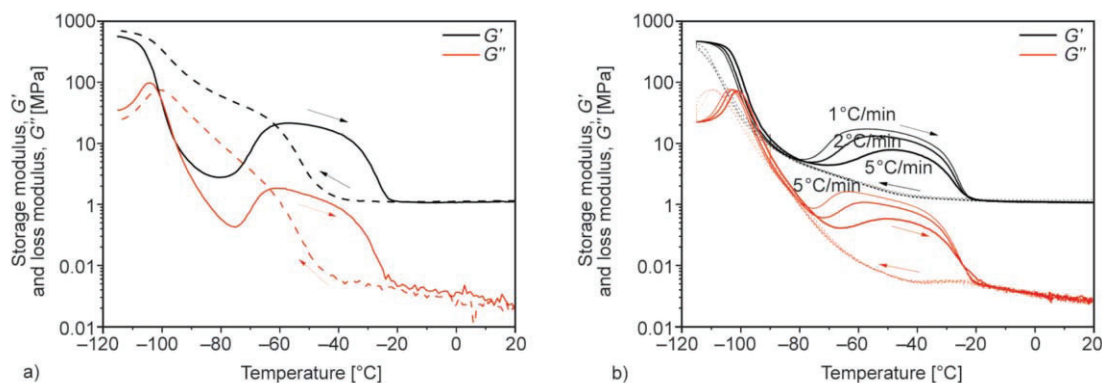 1000
G'
G"
100
10
1
0.01
0.01
–120
–100
–80
–60
–40
–20
0
20
Storage modulus, G'
and loss modulus, G" [MPa]
Temperature [°C]
a)
1000
G'
G"
100
1°C/min
2°C/min
10
5°C/min
5°C/min
1
0.01
0.01
–120
–100
–80
–60
–40
–20
0
20
Storage modulus, G'
and loss modulus, G" [MPa]
Temperature [°C]
b)